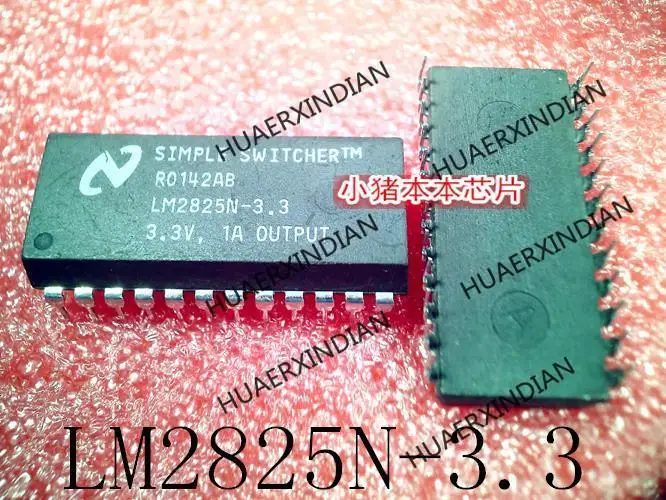 SIMPLE SWITCHER™
R0142AB
LM2825N-3.3
3.3V, 1A OUTPUT
小猪本本芯片
HUAERXINDIAN
HUAERXINDIAN
HUAERXINDIAN
HUAERXINDIAN
HUAERXINDIAN
HUAERXINDIAN
A
LM2825N-3.3